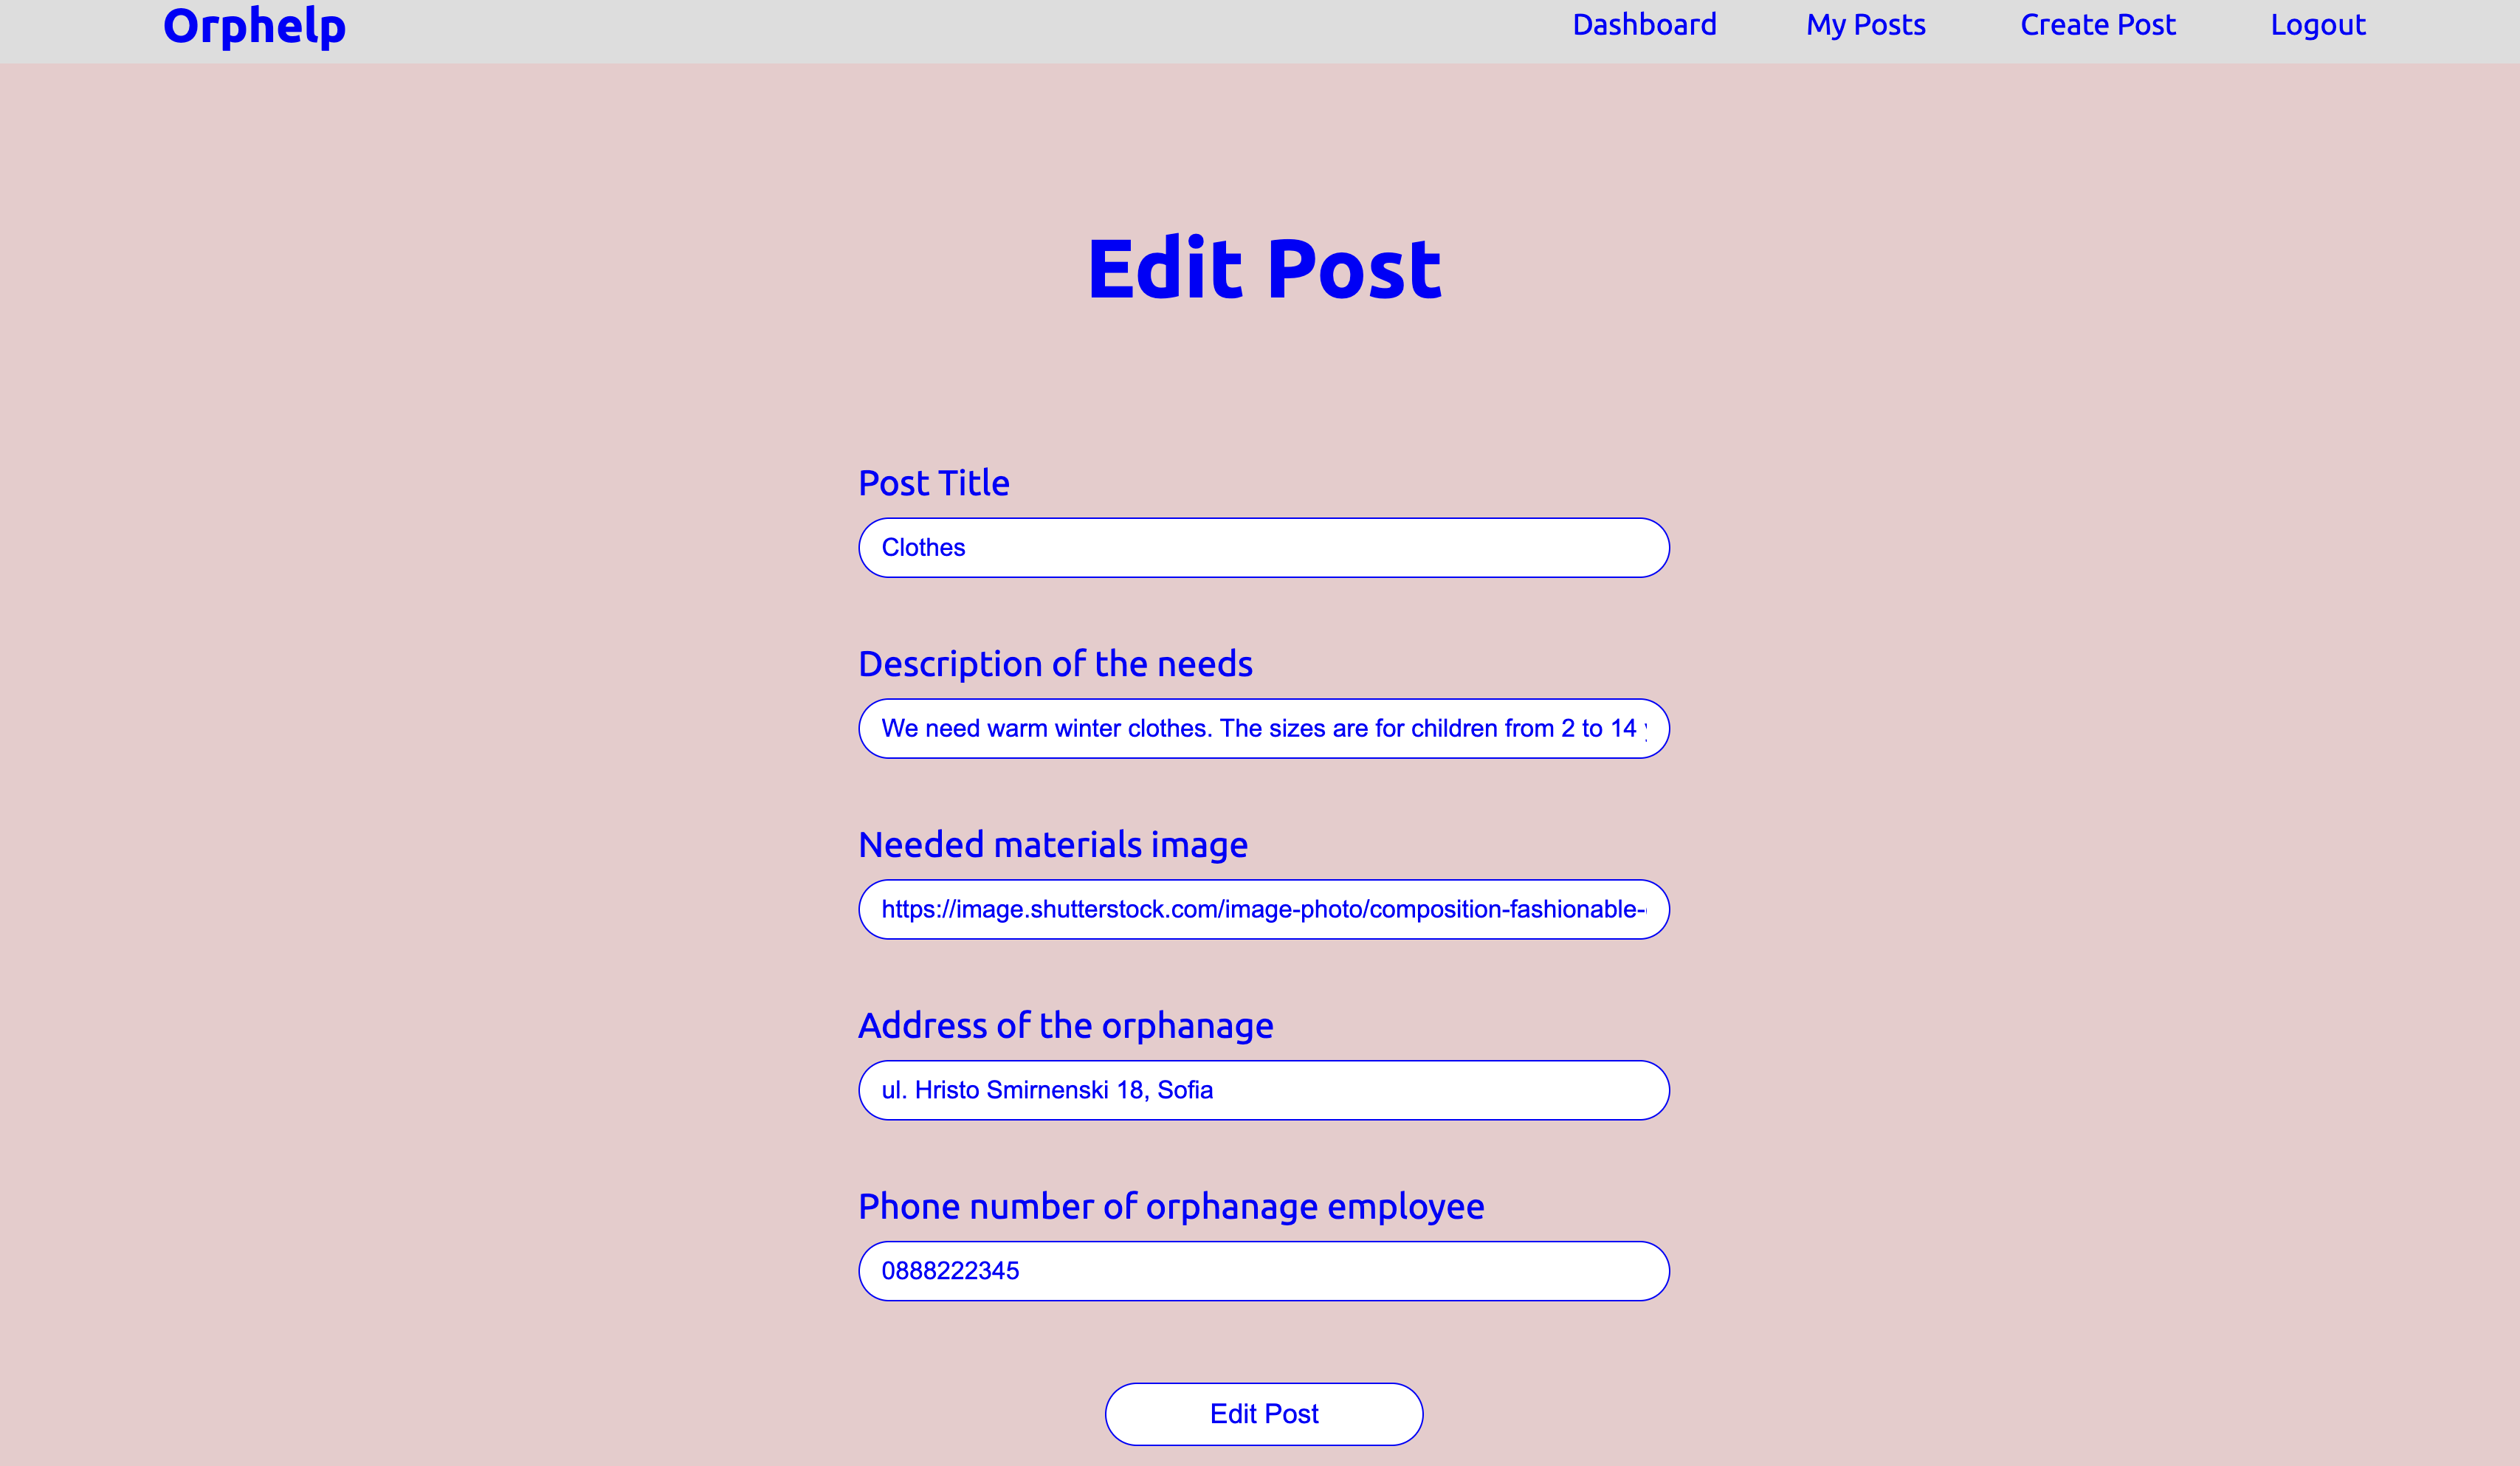 Orphelp Dashboard My Posts Create Post Logout
Edit Post
Post Title
Clothes
Description of the needs
We need warm winter clothes. The sizes are for children from 2 to 14
Needed materials image
https://image.shutterstock.com/image-photo/composition-fashionable-
Address of the orphanage
ul. Hristo Smirnenski 18, Sofia
Phone number of orphanage employee
0888222345
Edit Post